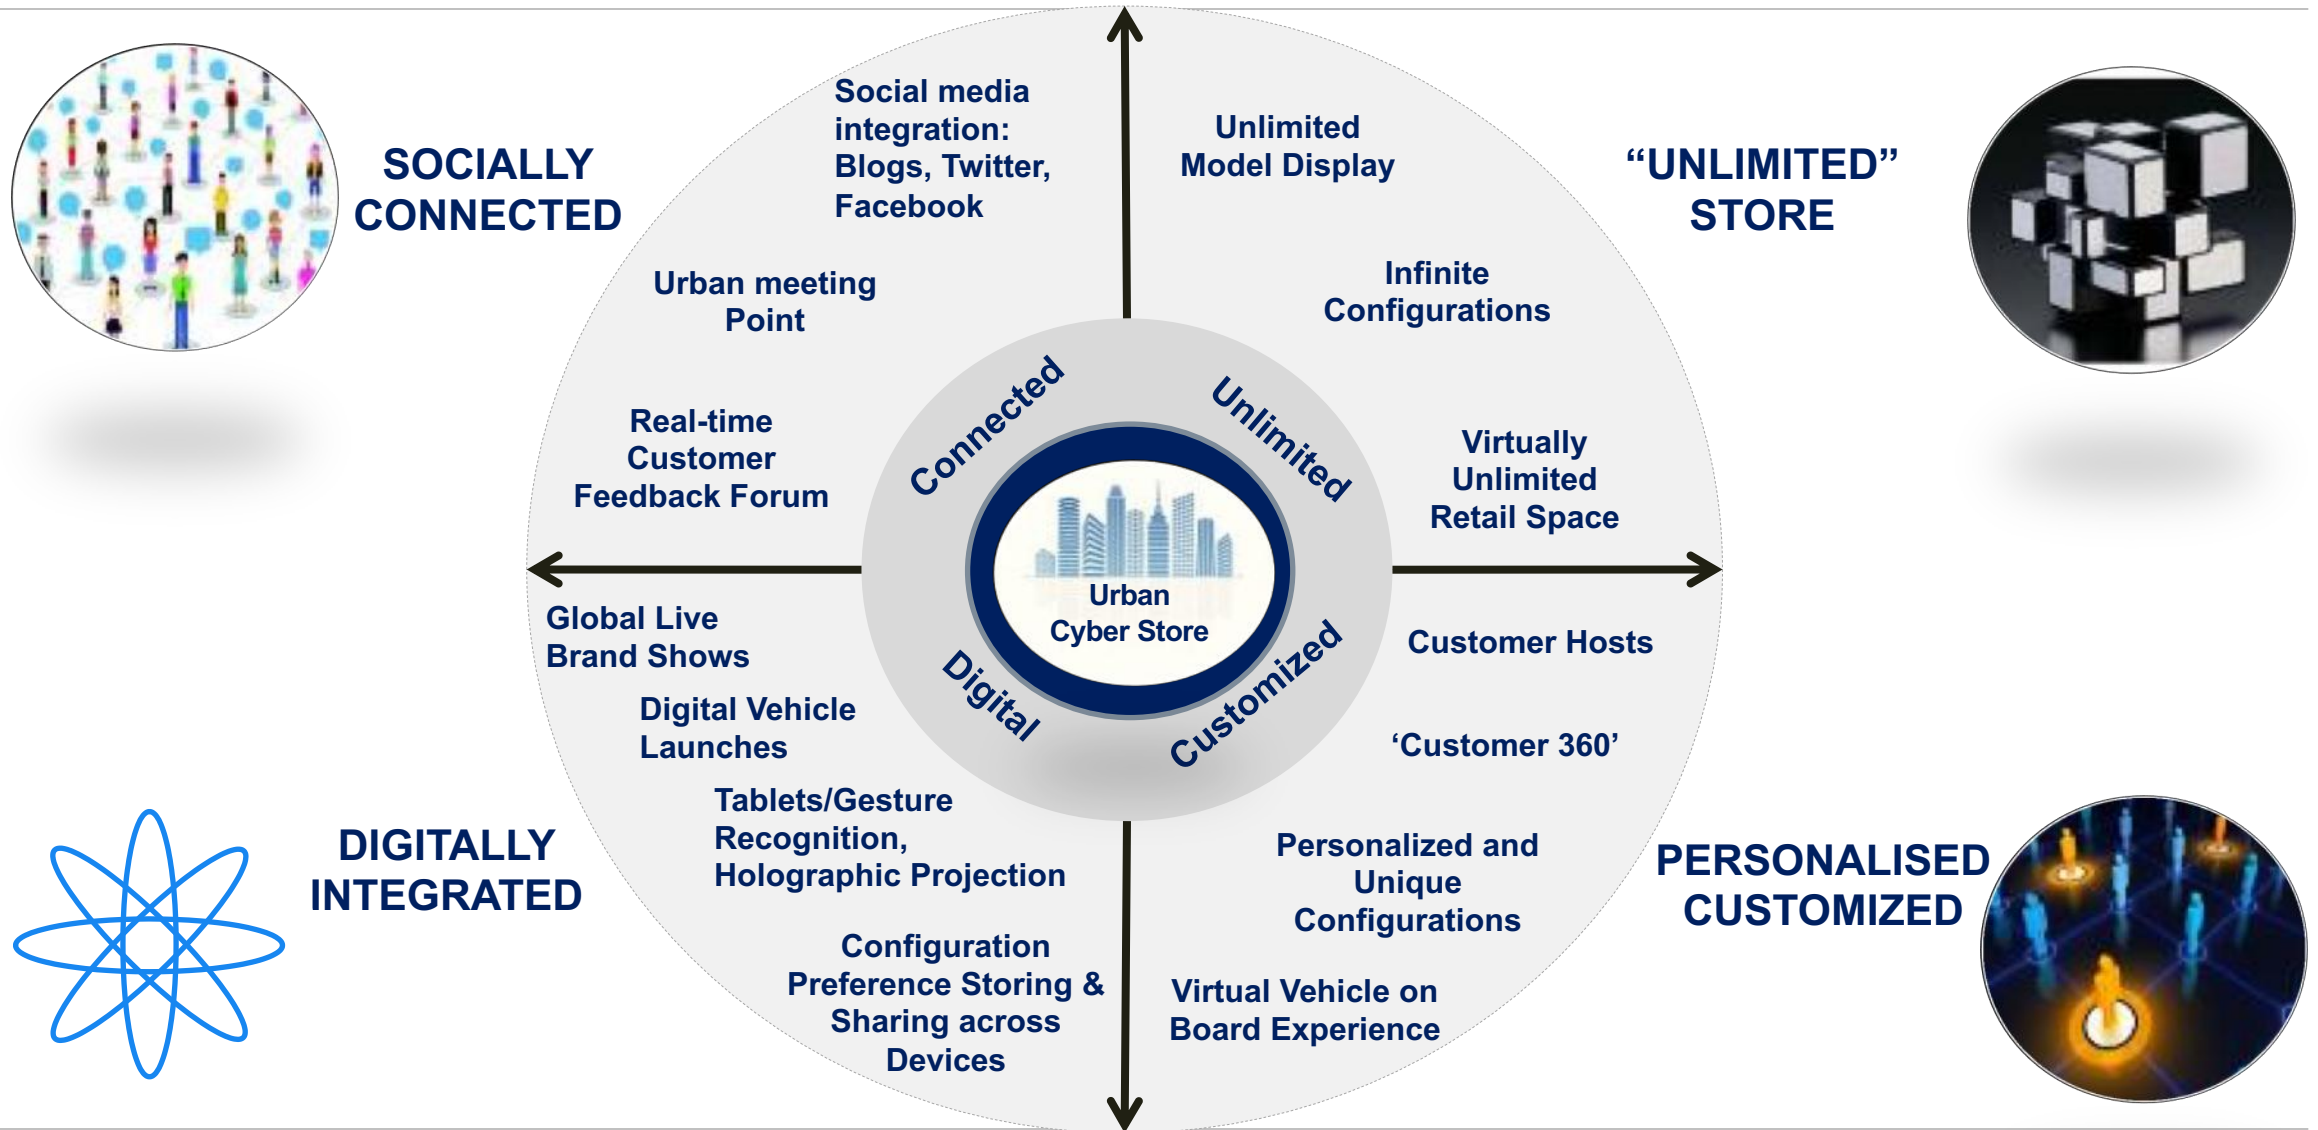 SOCIALLY
CONNECTED
Social media
integration:
Blogs, Twitter,
Facebook
Urban meeting
Point
Real-time
Customer
Feedback Forum
Unlimited
Model Display
Infinite
Configurations
Virtually
Unlimited
Retail Space
“UNLIMITED”
STORE
Connected
Unlimited
Urban
Cyber Store
Digital
Customized
Global Live
Brand Shows
Digital Vehicle
Launches
Tablets/Gesture
Recognition,
Holographic Projection
Configuration
Preference Storing &
Sharing across
Devices
DIGITALLY
INTEGRATED
Customer Hosts
‘Customer 360’
Personalized and
Unique
Configurations
Virtual Vehicle on
Board Experience
PERSONALISED
CUSTOMIZED